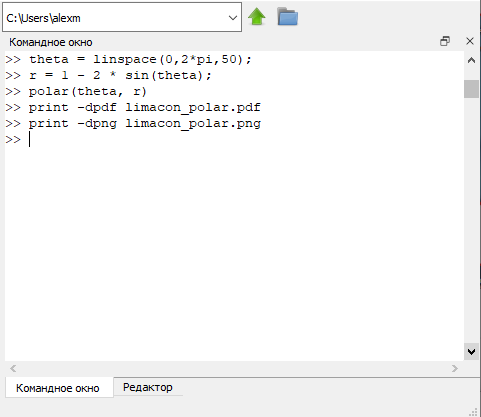 C:\Users\alexm
Командное окно
>> theta = linspace(0,2*pi,50);
>> r = 1 - 2 * sin(theta);
>> polar(theta, r)
>> print -dpdf limacon_polar.pdf
>> print -dpng limacon_polar.png
>>
Командное окно
Редактор